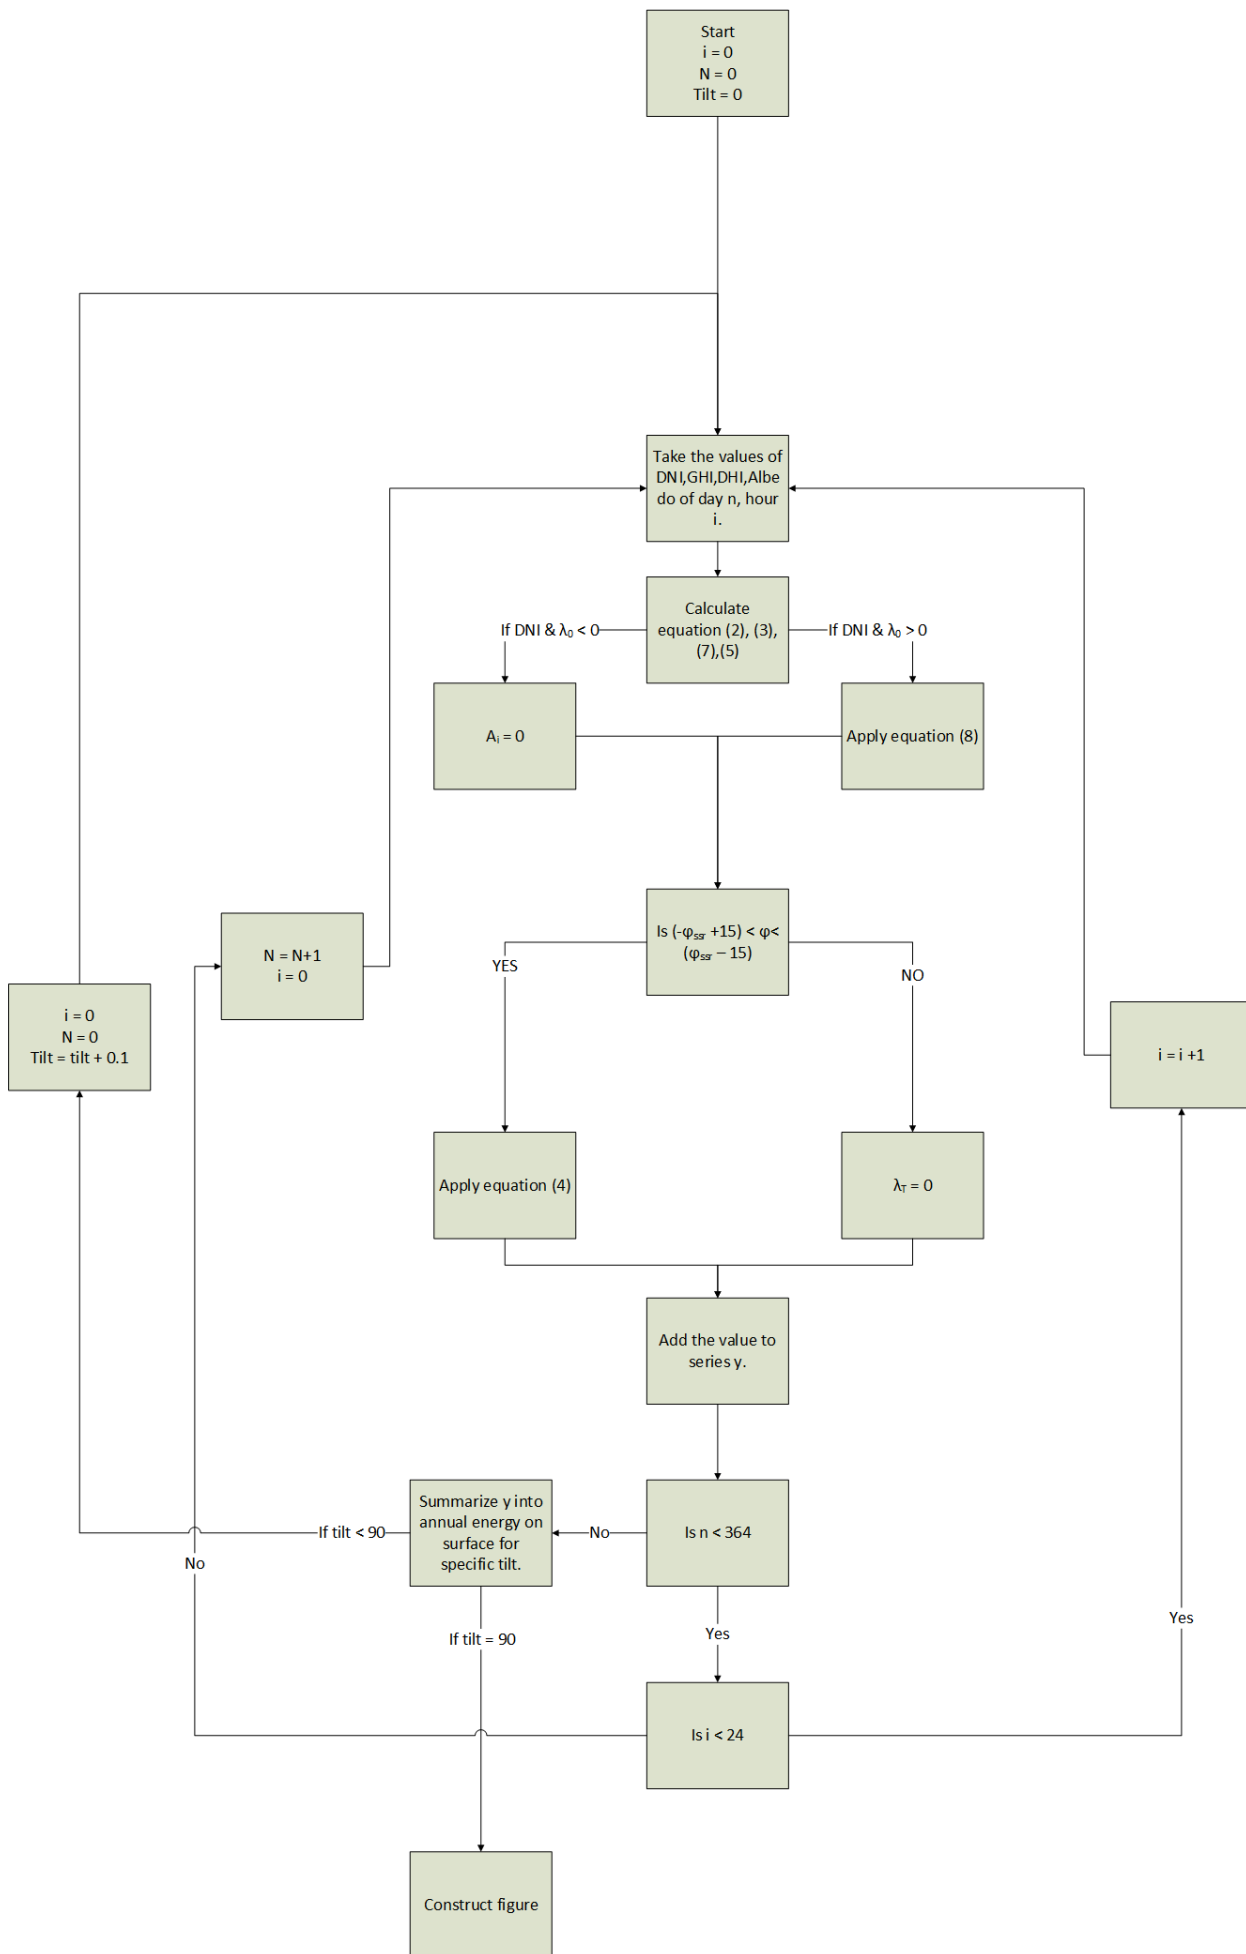 Start
i = 0
N = 0
Tilt = 0
Take the values of
DNI,GHI,DHI,Albe
do of day n, hour
i.
Calculate
equation (2), (3),
(7),(5)
If DNI & λ₀ < 0
If DNI & λ₀ > 0
Aᵢ = 0
Apply equation (8)
Is (-φssr +15) < φ<
(φssr – 15)
YES
NO
N = N+1
i = 0
i = 0
N = 0
Tilt = tilt + 0.1
i = i +1
Apply equation (4)
λT = 0
Add the value to
series y.
Summarize y into
annual energy on
surface for
specific tilt.
If tilt < 90
No
Is n < 364
No
If tilt = 90
Yes
Yes
Is i < 24
Construct figure